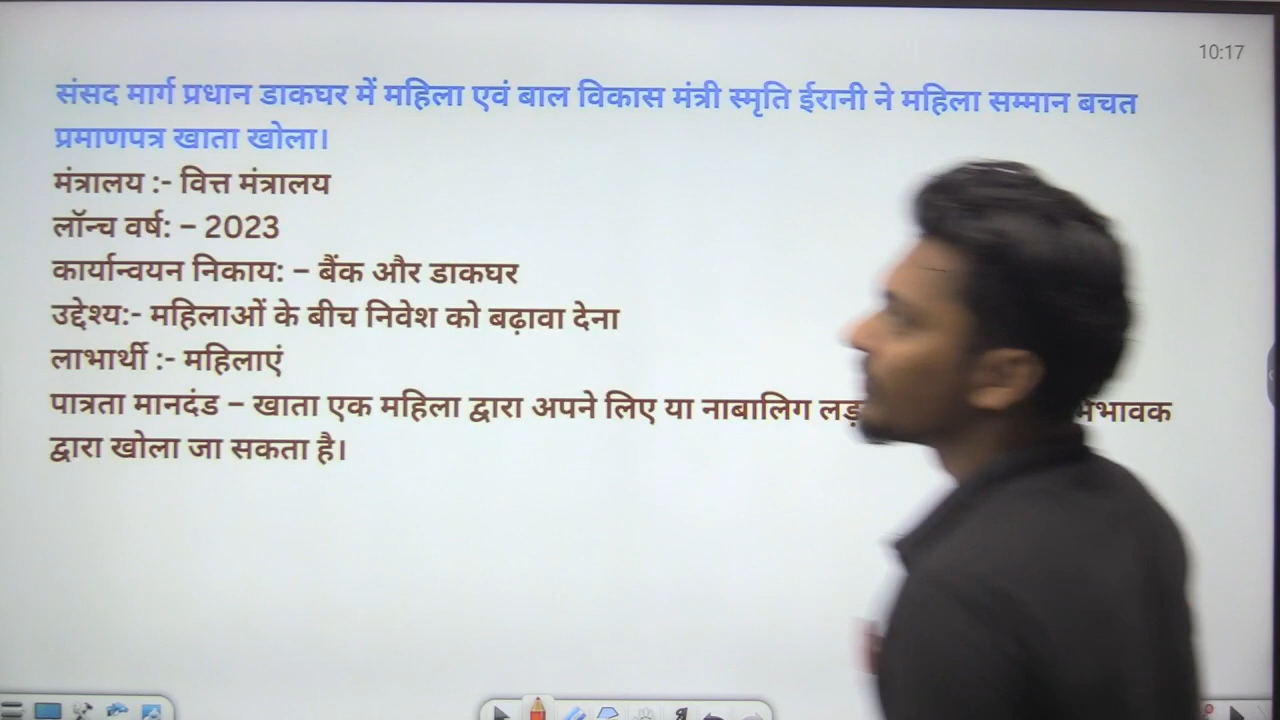 10:17
संसद मार्ग प्रधान डाकघर में महिला एवं बाल विकास मंत्री स्मृति ईरानी ने महिला सम्मान बचत
प्रमाणपत्र खाता खोला।
मंत्रालय :- वित्त मंत्रालय
लॉन्च वर्ष: – 2023
कार्यान्वयन निकाय: – बैंक और डाकघर
उद्देश्य:- महिलाओं के बीच निवेश को बढ़ावा देना
लाभार्थी :- महिलाएं
पात्रता मानदंड – खाता एक महिला द्वारा अपने लिए या नाबालिग
द्वारा खोला जा सकता है।